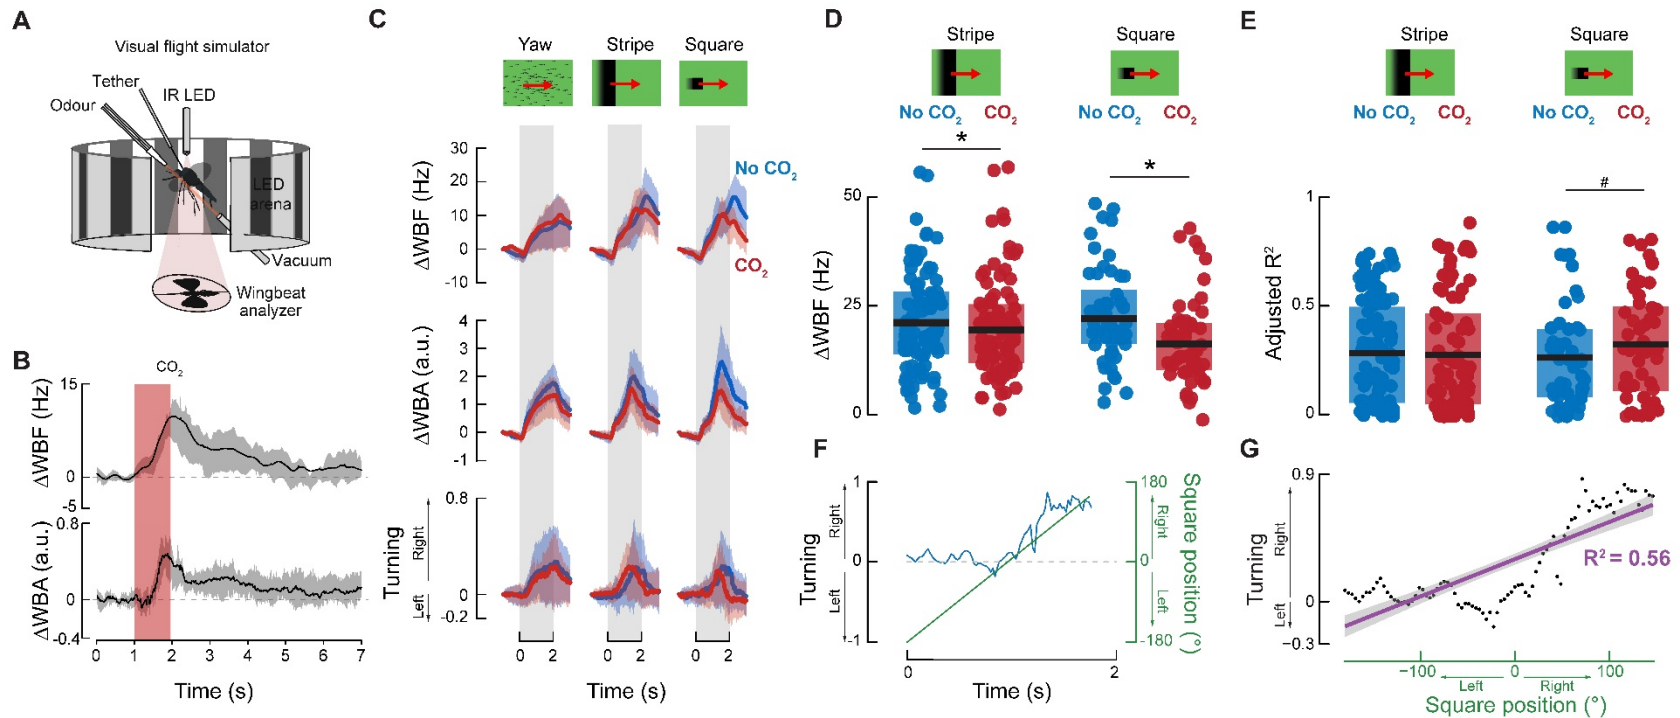 A
Visual flight simulator
Tether
IR LED
Odour
LED
arena
Vacuum
Wingbeat
analyzer
B
CO2
ΔWBF (Hz)
15
0
-5
ΔWBA (a.u.)
0.8
0
-0.4
0 1 2 3 4 5 6 7
Time (s)
C
Yaw Stripe Square
ΔWBF (Hz)
30
20
10
0
-10
No CO2
CO2
ΔWBA (a.u.)
4
3
2
1
0
-1
Turning
Left Right
0.8
0
-0.2
0 2 0 2 0 2
Time (s)
D
Stripe Square
No CO2 CO2 No CO2 CO2
* *
ΔWBF (Hz)
50
25
0
E
Stripe Square
No CO2 CO2 No CO2 CO2
#
Adjusted R2
1
0.5
0
F
Turning
Left Right
1
0
-1
180
0
-180
Left Right
Square position (°)
0 2
Time (s)
G
Turning
Left Right
0.9
0
-0.3
R2 = 0.56
−100 0 100
Left Right
Square position (°)